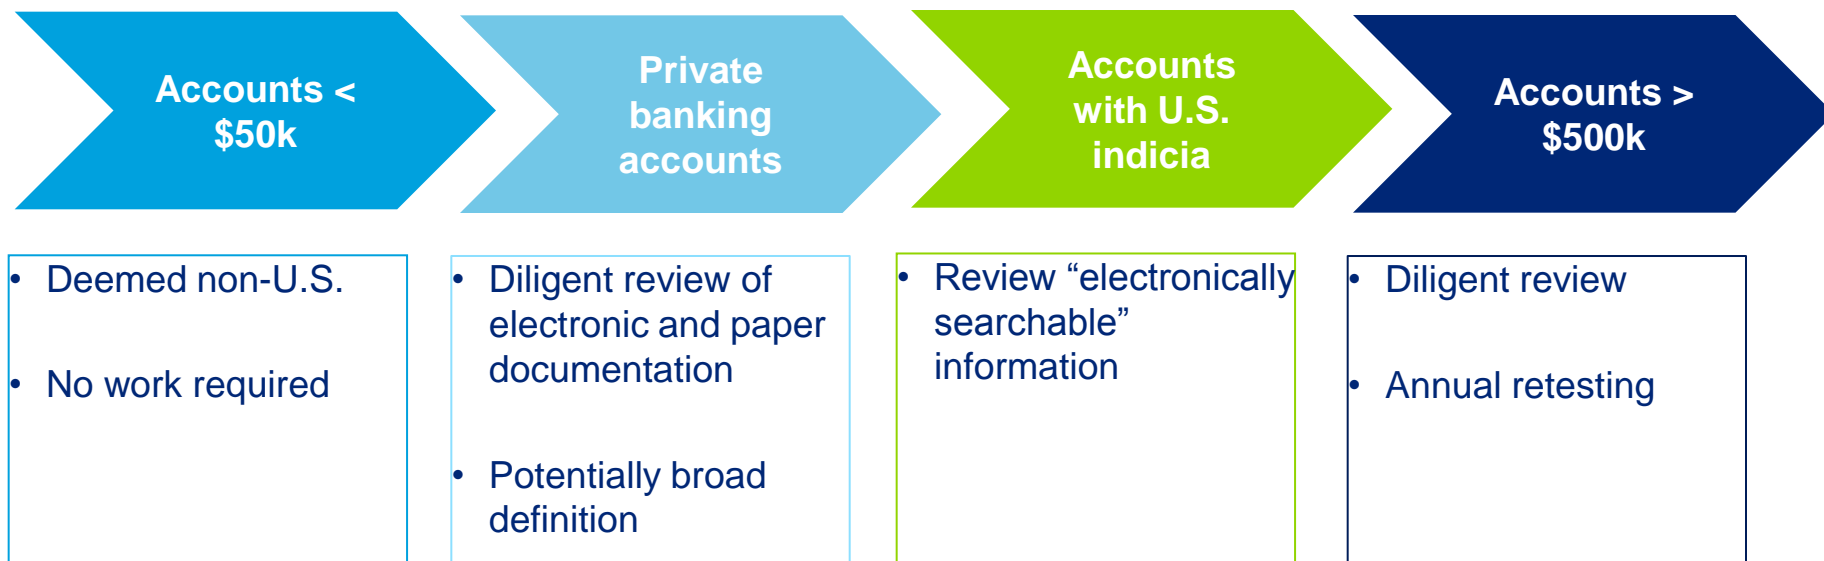 Accounts <
$50k
Private
banking
accounts
Accounts
with U.S.
indicia
Accounts >
$500k
• Deemed non-U.S.
• No work required
• Diligent review of
electronic and paper
documentation
• Potentially broad
definition
• Review “electronically
searchable”
information
• Diligent review
• Annual retesting